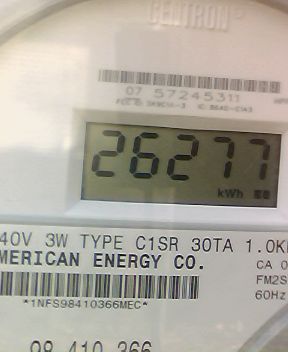 CENTRON®
07 57245311
26277
kWh
40V 3W TYPE C1SR 30TA 1.0K
MERICAN ENERGY CO.
CA 0
FM2S
60Hz
*1NFS98410366MEC*
98 410 366